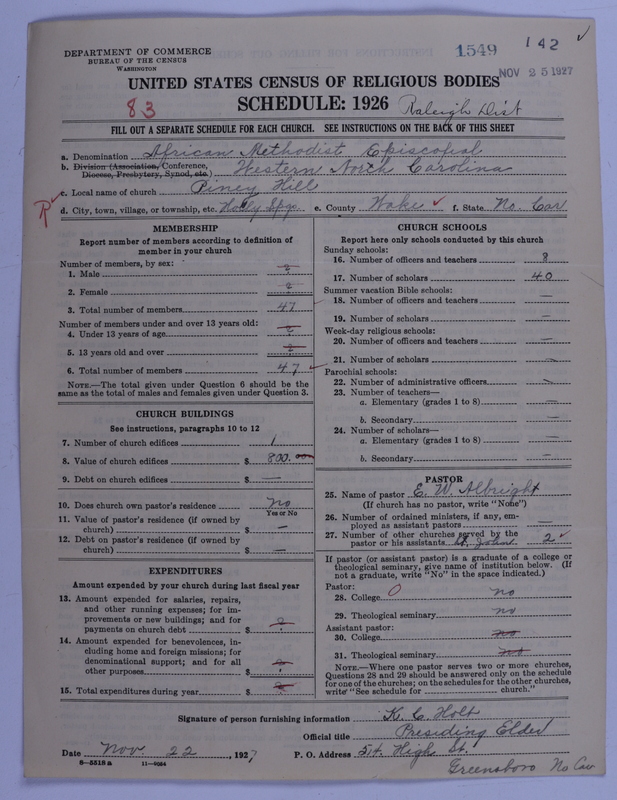 DEPARTMENT OF COMMERCE
BUREAU OF THE CENSUS
WASHINGTON
1549 142 ✓
NOV 25 1927
UNITED STATES CENSUS OF RELIGIOUS BODIES
83 SCHEDULE: 1926 Raleigh Dist
FILL OUT A SEPARATE SCHEDULE FOR EACH CHURCH. SEE INSTRUCTIONS ON THE BACK OF THIS SHEET
a. Denomination African Methodist Episcopal
b. Division (Association, Conference, Diocese, Presbytery, Synod, etc.) Western North Carolina
c. Local name of church Piney Hill
R d. City, town, village, or township, etc. Holly Spgs. e. County Wake ✓ f. State No. Car
MEMBERSHIP
Report number of members according to definition of
member in your church
Number of members, by sex:
1. Male ?
2. Female ?
3. Total number of members 47
Number of members under and over 13 years old:
4. Under 13 years of age ?
5. 13 years old and over ?
6. Total number of members 47 ✓
NOTE.—The total given under Question 6 should be the
same as the total of males and females given under Question 3.
CHURCH BUILDINGS
See instructions, paragraphs 10 to 12
7. Number of church edifices 1
8. Value of church edifices $ 800.00
9. Debt on church edifices $ —
10. Does church own pastor's residence No
Yes or No
11. Value of pastor's residence (if owned by
church) $ —
12. Debt on pastor's residence (if owned by
church) $ —
EXPENDITURES
Amount expended by your church during last fiscal year
13. Amount expended for salaries, repairs,
and other running expenses; for im-
provements or new buildings; and for
payments on church debt $ ?
14. Amount expended for benevolences, in-
cluding home and foreign missions; for
denominational support; and for all
other purposes $ ?
15. Total expenditures during year $ ?
CHURCH SCHOOLS
Report here only schools conducted by this church
Sunday schools:
16. Number of officers and teachers 8
17. Number of scholars 40
Summer vacation Bible schools:
18. Number of officers and teachers —
19. Number of scholars —
Week-day religious schools:
20. Number of officers and teachers —
21. Number of scholars —
Parochial schools:
22. Number of administrative officers —
23. Number of teachers—
a. Elementary (grades 1 to 8) —
b. Secondary —
24. Number of scholars—
a. Elementary (grades 1 to 8) —
b. Secondary —
PASTOR
25. Name of pastor E. W. Albright
(If church has no pastor, write "None")
26. Number of ordained ministers, if any, em-
ployed as assistant pastors —
27. Number of other churches served by the
pastor or his assistants St. John 2 ✓
If pastor (or assistant pastor) is a graduate of a college or
theological seminary, give name of institution below. (If
not a graduate, write "No" in the space indicated.)
Pastor:
28. College 0 no
29. Theological seminary no
Assistant pastor:
30. College no
31. Theological seminary no
NOTE.—Where one pastor serves two or more churches,
Questions 28 and 29 should be answered only on the schedule
for one of the churches; on the schedules for the other churches,
write "See schedule for church."
Signature of person furnishing information K. C. Holt
Official title Presiding Elder
Date Nov. 22, 1927 P. O. Address 514 High St.
8—5518 a 11—9024
Greensboro No Car